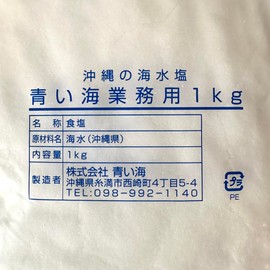 沖縄の海水塩
青い海業務用1kg
名称 食塩
原材料名 海水(沖縄県)
内容量 1kg
製造者 株式会社 青い海
沖縄県糸満市西崎町4丁目5-4
TEL:098-992-1140
プラ
PE